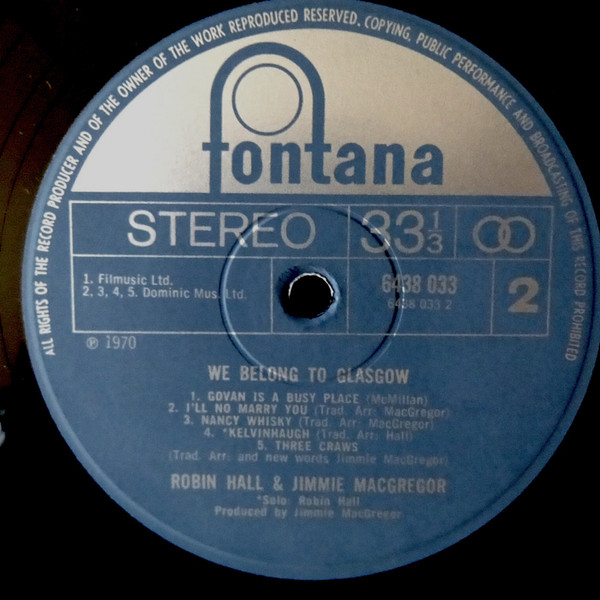 ALL RIGHTS OF THE RECORD PRODUCER AND OF THE OWNER OF THE WORK REPRODUCED RESERVED. COPYING, PUBLIC PERFORMANCE AND BROADCASTING OF THIS RECORD PROHIBITED
fontana
STEREO 33 1/3
1. Filmusic Ltd.
2, 3, 4, 5. Dominic Mus. Ltd.
6438 033
6438 033 2
2
℗ 1970
WE BELONG TO GLASGOW
1. GOVAN IS A BUSY PLACE (McMillan)
2. I'LL NO MARRY YOU (Trad. Arr: MacGregor)
3. NANCY WHISKY (Trad. Arr: MacGregor)
4. *KELVINHAUGH (Trad. Arr: Hall)
5. THREE CRAWS
(Trad. Arr: and new words Jimmie MacGregor)
ROBIN HALL & JIMMIE MACGREGOR
*Solo: Robin Hall
Produced by Jimmie MacGregor